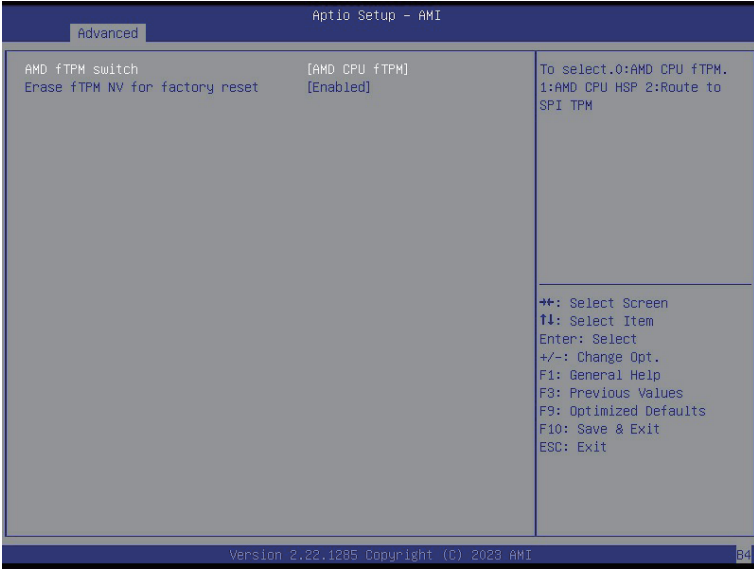 Aptio Setup – AMI
Advanced
AMD fTPM switch [AMD CPU fTPM]
Erase fTPM NV for factory reset [Enabled]
To select.0:AMD CPU fTPM.
1:AMD CPU HSP 2:Route to
SPI TPM
→←: Select Screen
↑↓: Select Item
Enter: Select
+/-: Change Opt.
F1: General Help
F3: Previous Values
F9: Optimized Defaults
F10: Save & Exit
ESC: Exit
Version 2.22.1285 Copyright (C) 2023 AMI
B4